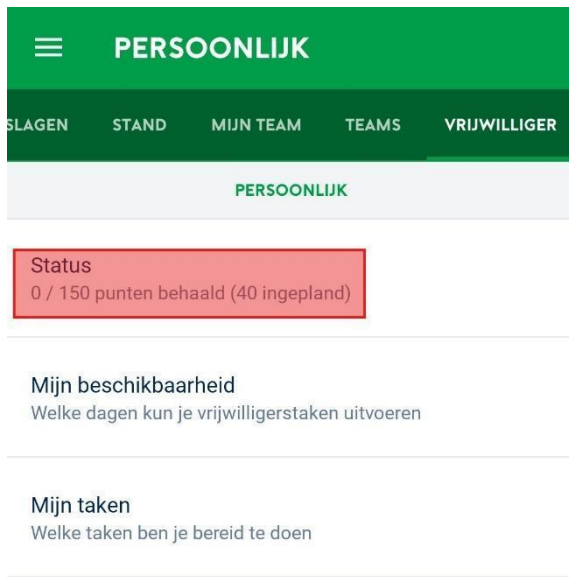 PERSOONLIJK
SLAGEN STAND MIJN TEAM TEAMS VRIJWILLIGER
PERSOONLIJK
Status
0 / 150 punten behaald (40 ingepland)
Mijn beschikbaarheid
Welke dagen kun je vrijwilligerstaken uitvoeren
Mijn taken
Welke taken ben je bereid te doen